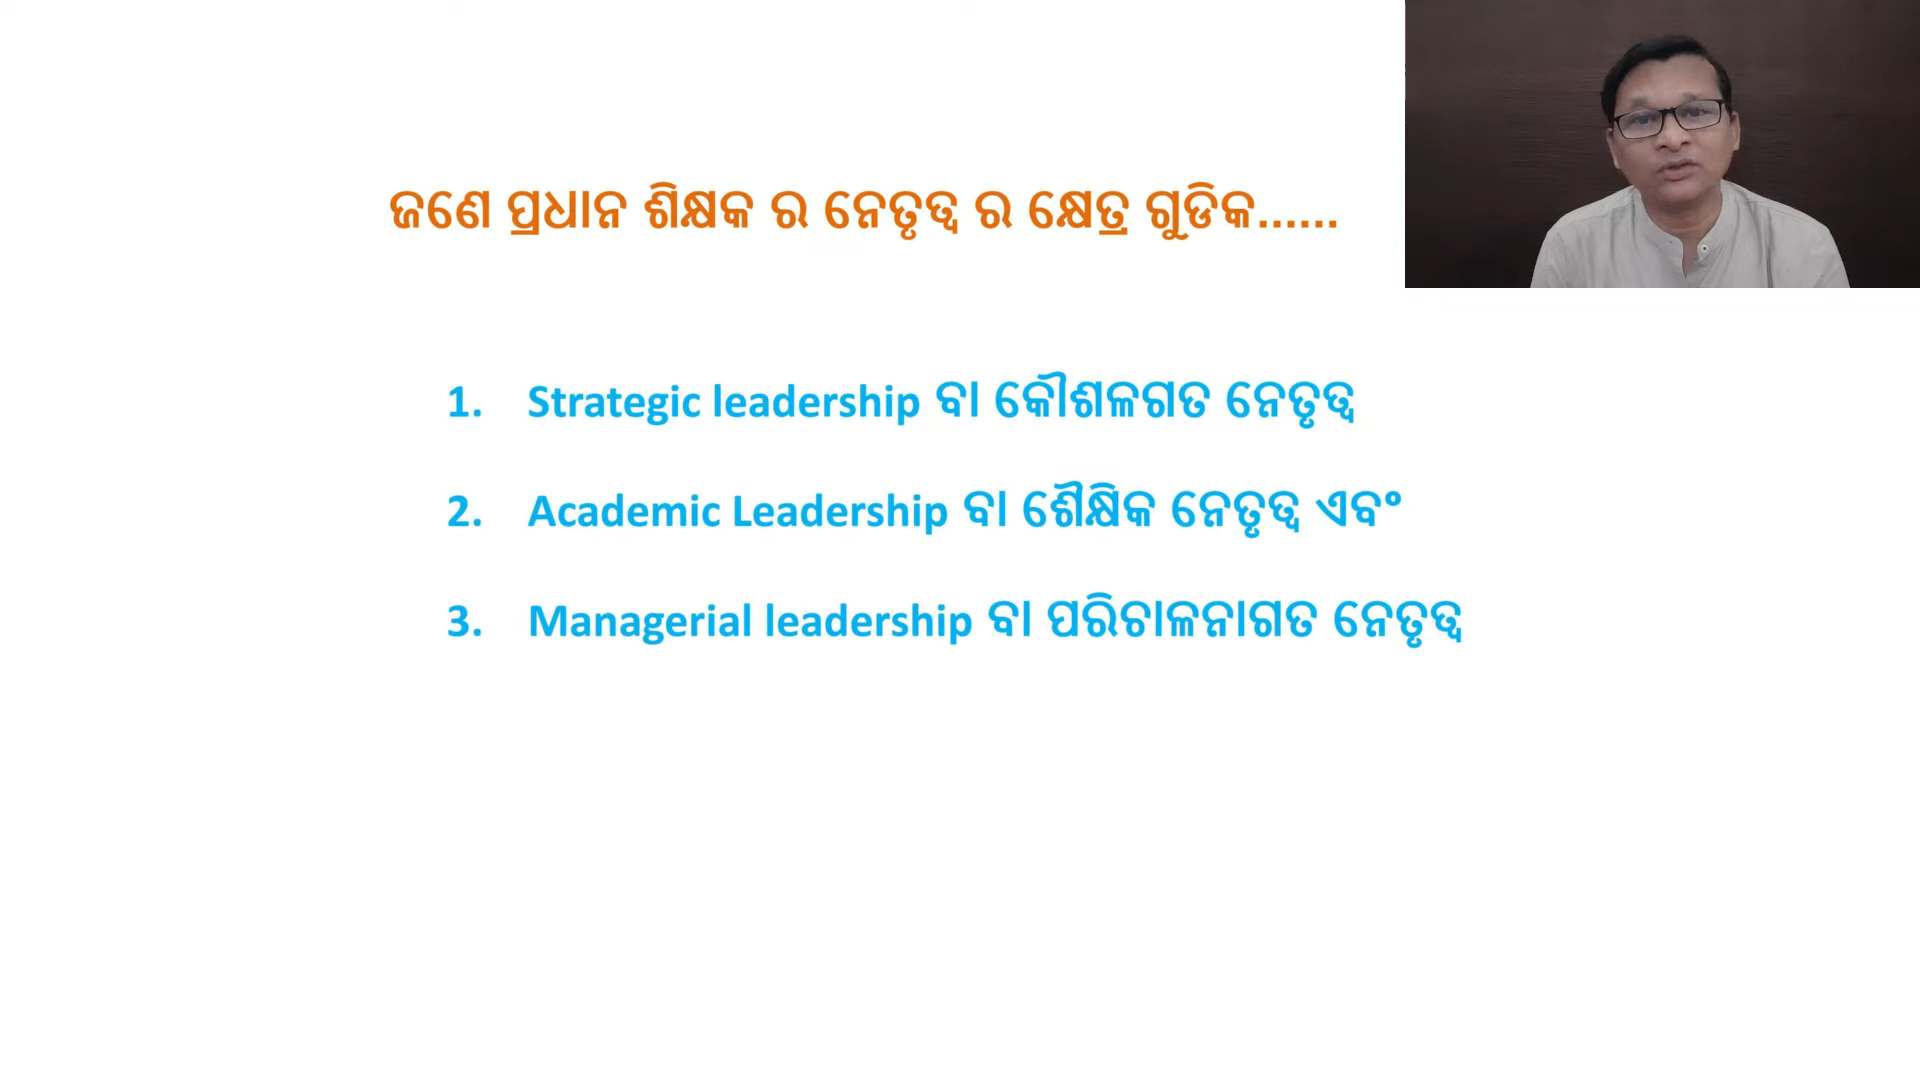 ଜଣେ ପ୍ରଧାନ ଶିକ୍ଷକ ର ନେତୃତ୍ୱ ର କ୍ଷେତ୍ର ଗୁଡିକ......
1. Strategic leadership ବା କୌଶଳଗତ ନେତୃତ୍ୱ
2. Academic Leadership ବା ଶୈକ୍ଷିକ ନେତୃତ୍ୱ ଏବଂ
3. Managerial leadership ବା ପରିଚାଳନାଗତ ନେତୃତ୍ୱ